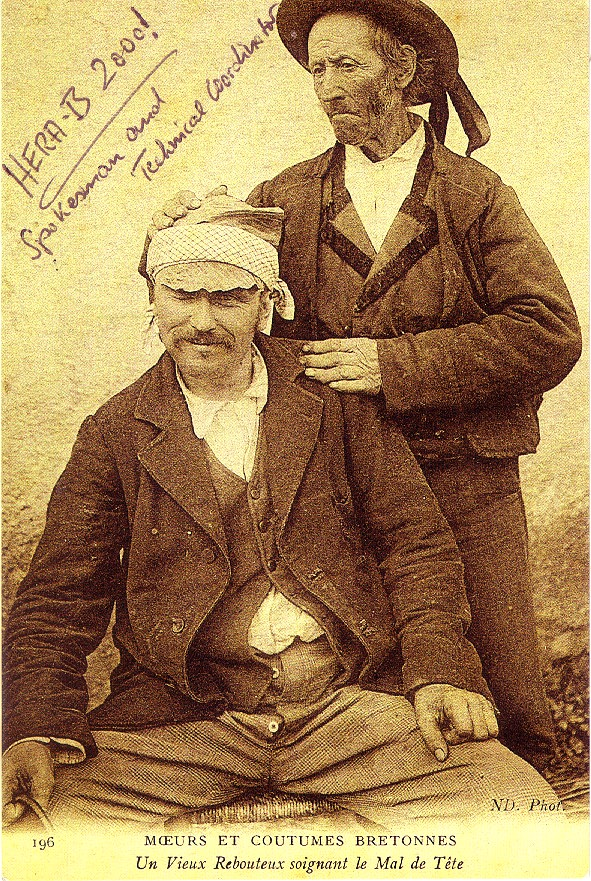 HERA-B 2000!
Spokesman and
Technical Coordinator
ND. Phot.
196
MŒURS ET COUTUMES BRETONNES
Un Vieux Rebouteux soignant le Mal de Tête